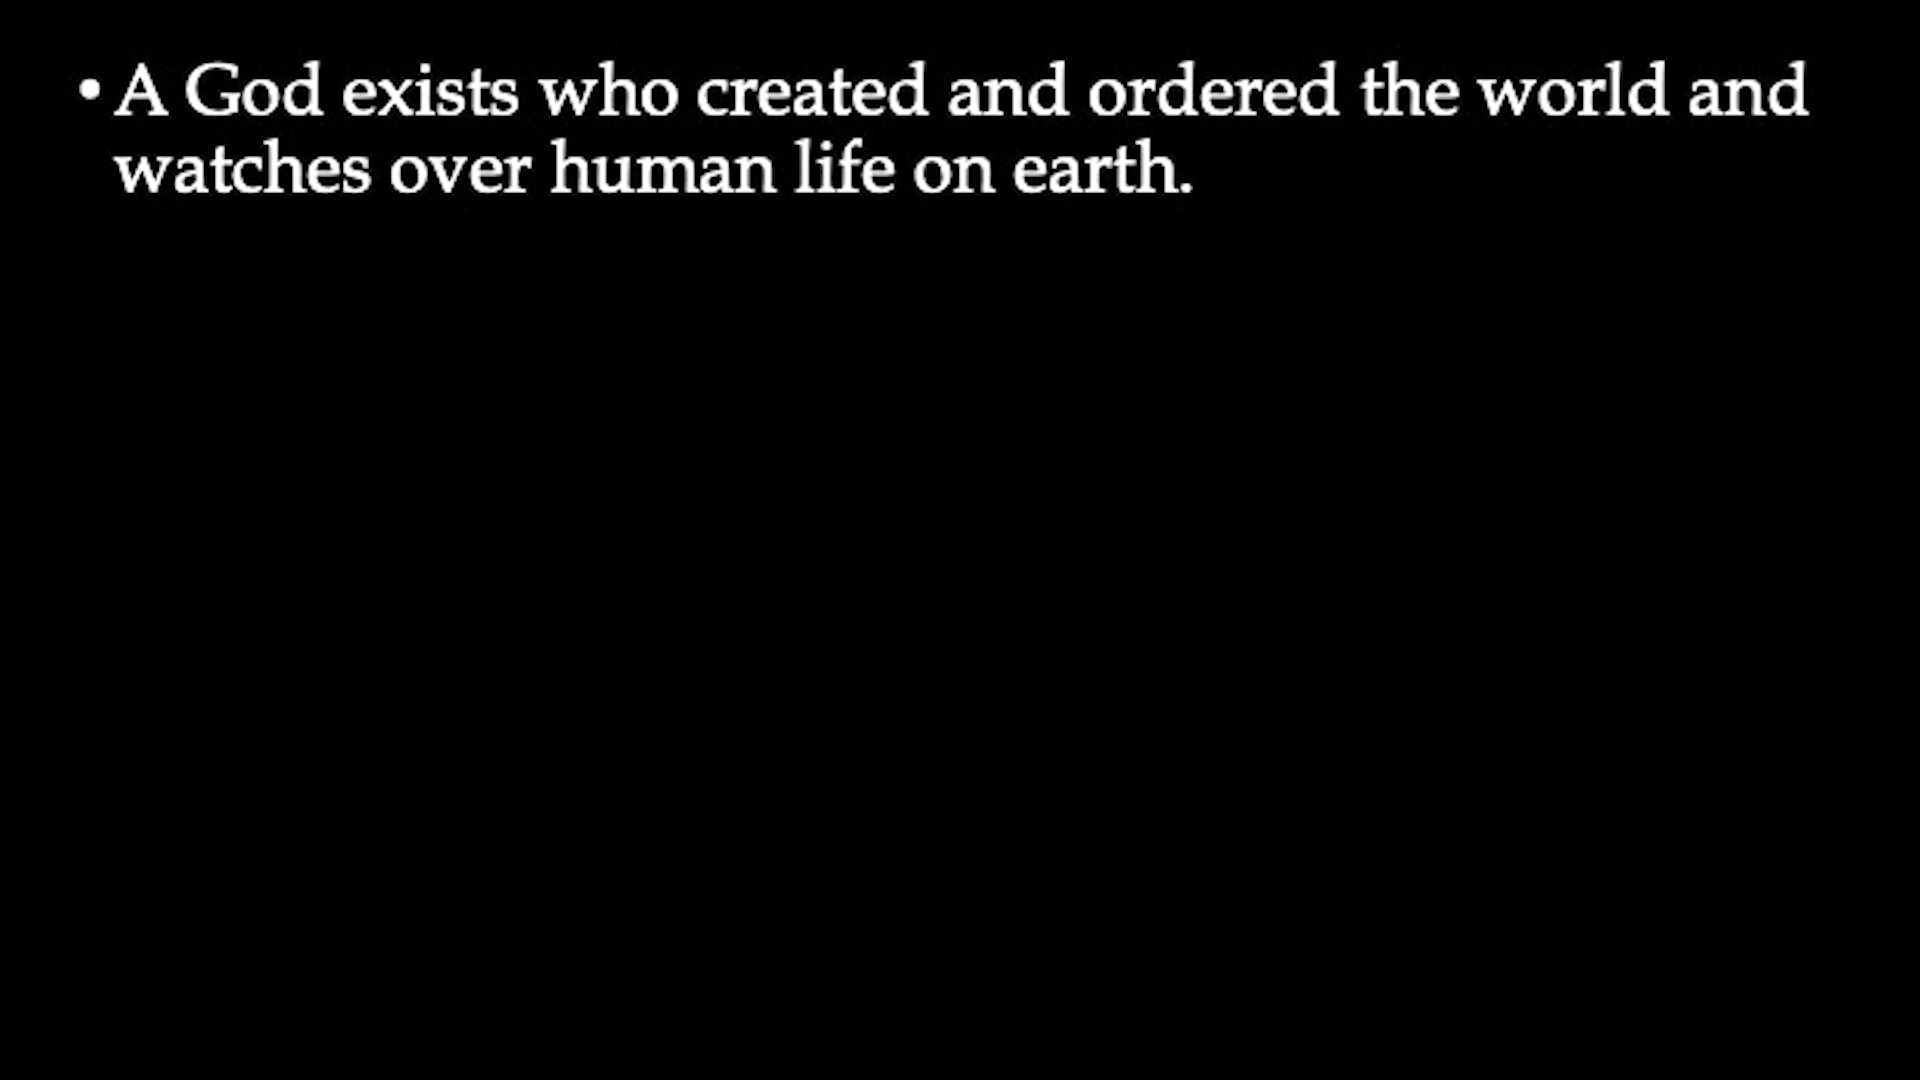 • A God exists who created and ordered the world and
watches over human life on earth.